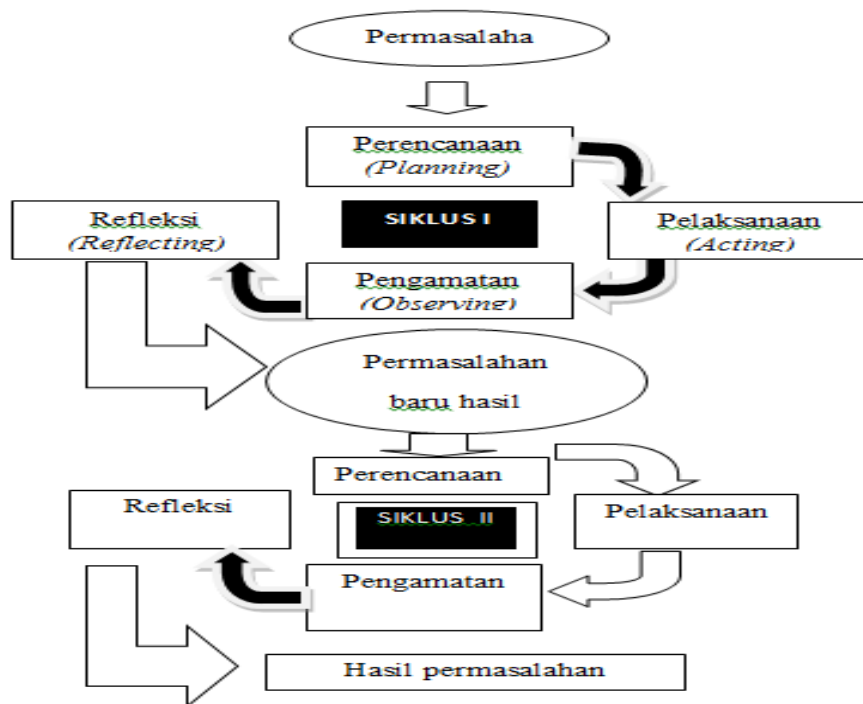 Permasalaha
Perencanaan
(Planning)
Refleksi
(Reflecting)
SIKLUS I
Pelaksanaan
(Acting)
Pengamatan
(Observing)
Permasalahan
baru hasil
Perencanaan
Refleksi
SIKLUS II
Pelaksanaan
Pengamatan
Hasil permasalahan